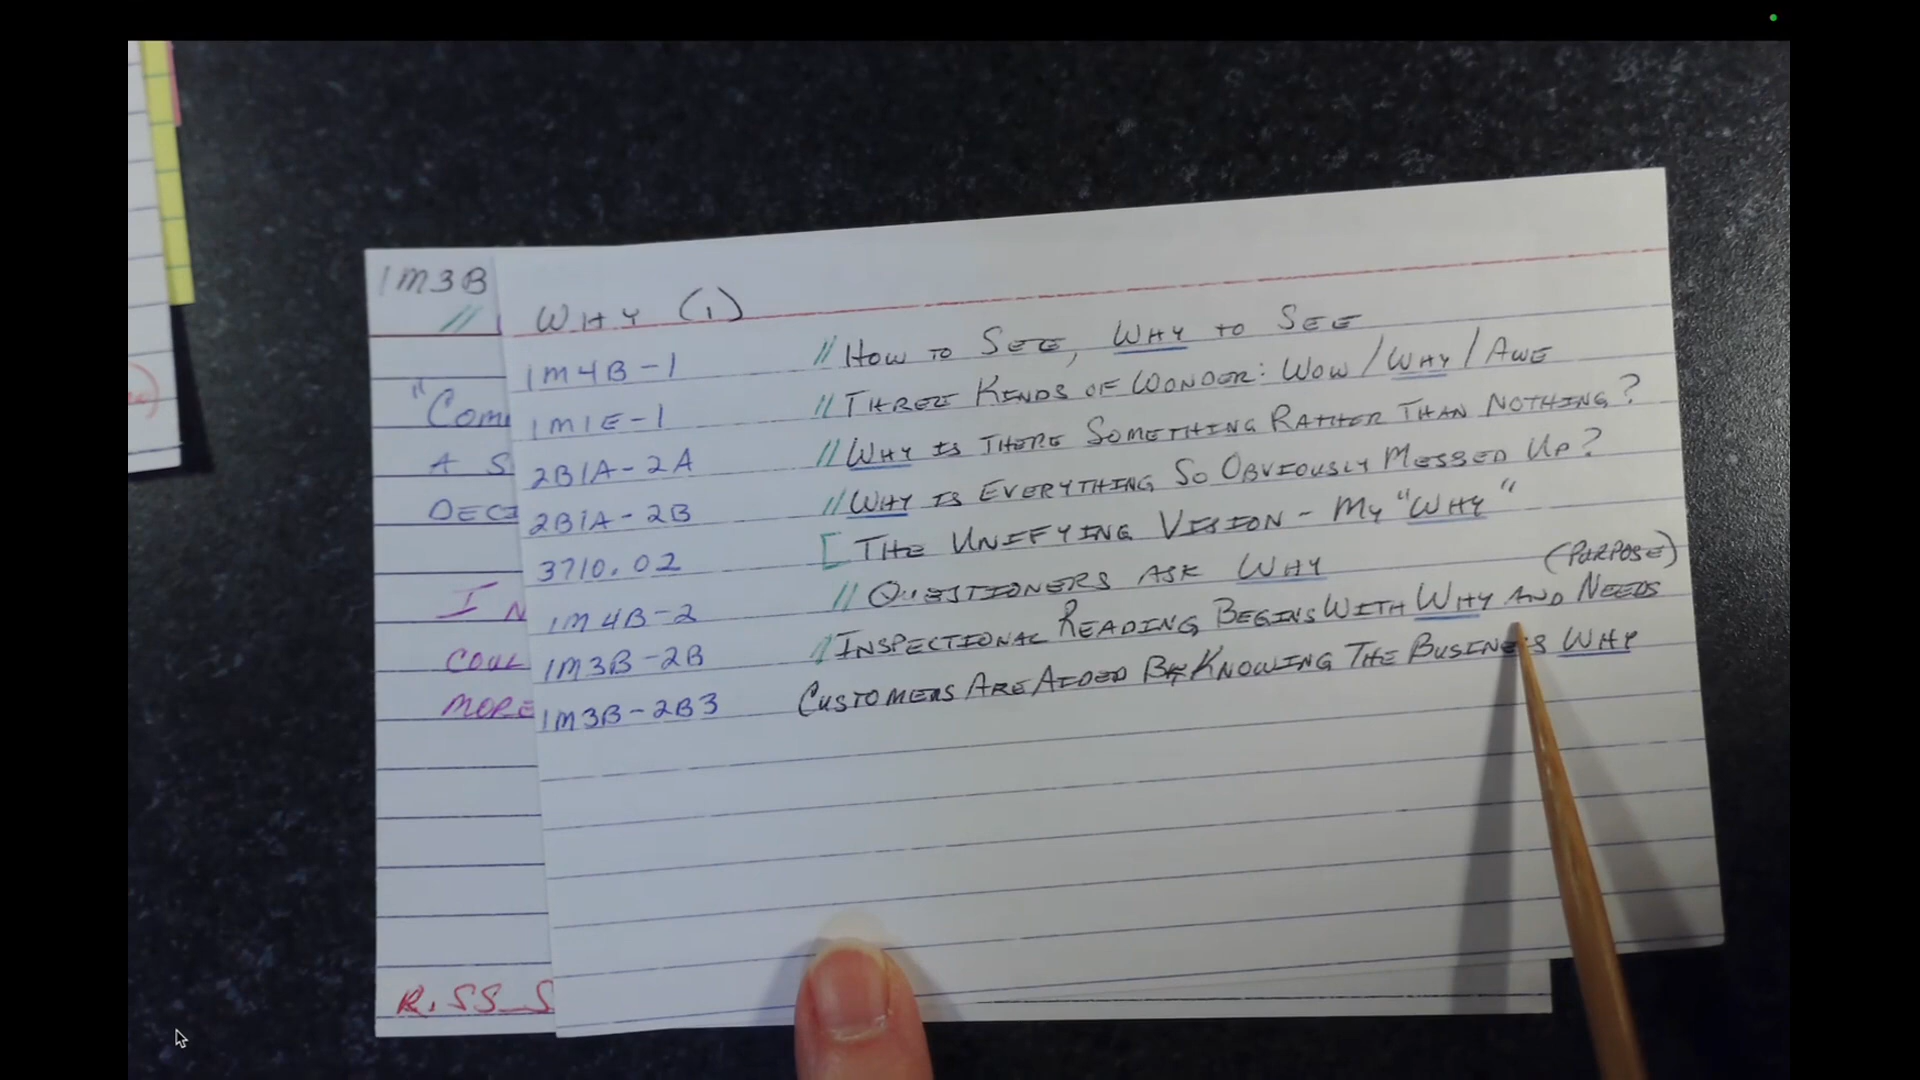 1M3B
//
"Com
A S
DECI
I N
COUL
MORE
R.SS_S
WHY (1)
1M4B-1 // HOW TO SEE, WHY TO SEE
1M1E-1 // THREE KINDS OF WONDER: WOW / WHY / AWE
2B1A-2A // WHY IS THERE SOMETHING RATHER THAN NOTHING?
2B1A-2B // WHY IS EVERYTHING SO OBVIOUSLY MESSED UP?
3710.02 [ THE UNIFYING VISION - MY "WHY"
1M4B-2 // QUESTIONERS ASK WHY
(PURPOSE)
1M3B-2B // INSPECTIONAL READING BEGINS WITH WHY AND NEEDS
1M3B-2B3 CUSTOMERS ARE AIDED BY KNOWING THE BUSINESS WHY